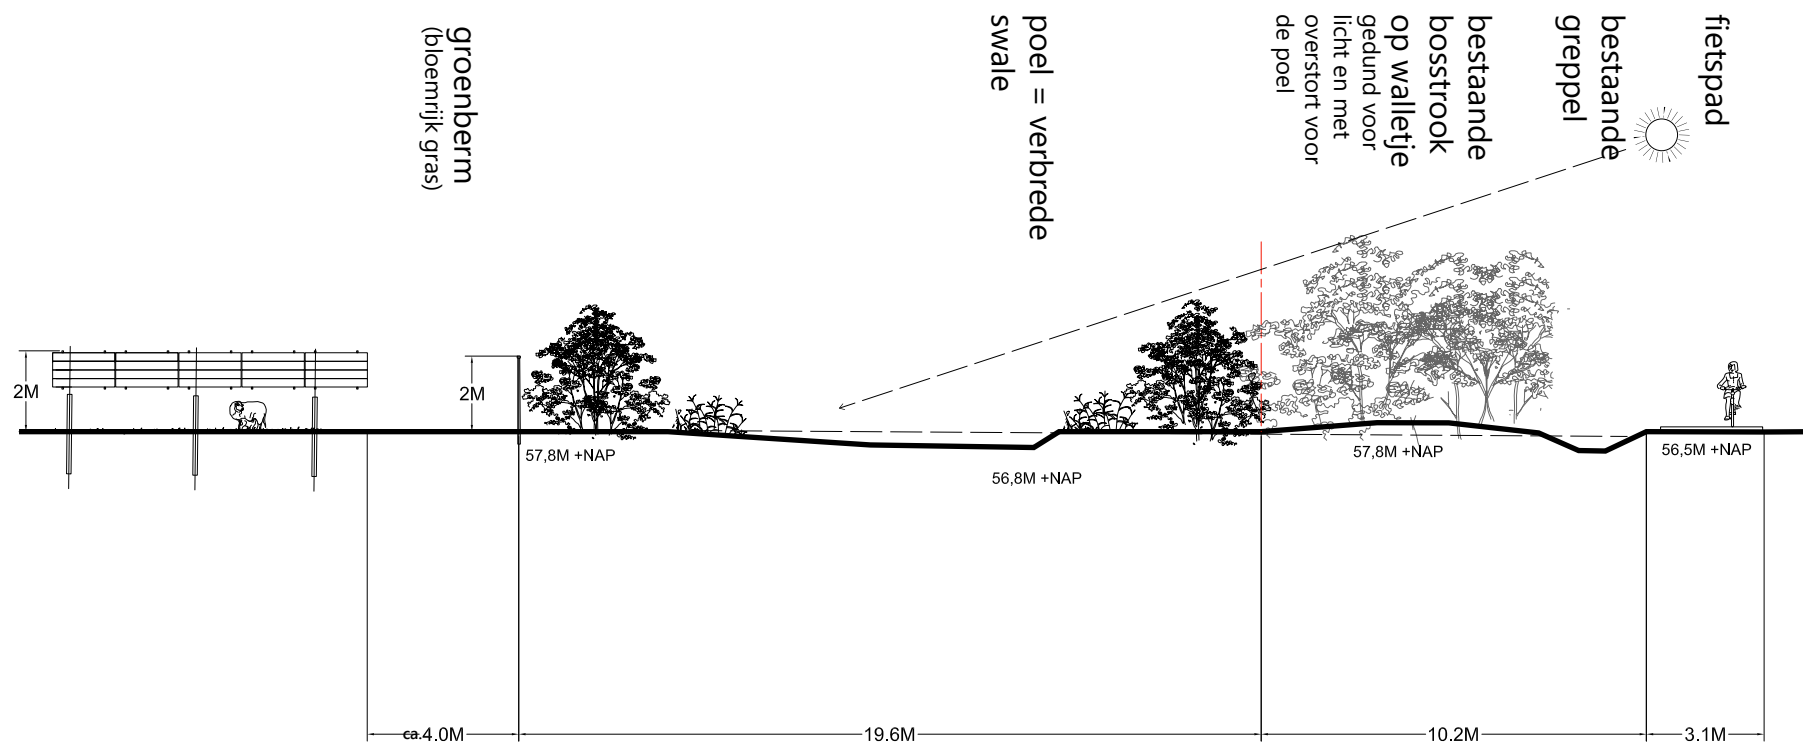 groenberm
(bloemrijk gras)
poel = verbrede
swale
bestaande
bosstrook
op walletje
gedund voor
licht en met
overstort voor
de poel
bestaande
greppel
fietspad
2M
2M
57,8M +NAP
56,8M +NAP
57,8M +NAP
56,5M +NAP
ca.4.0M
19.6M
10.2M
3.1M